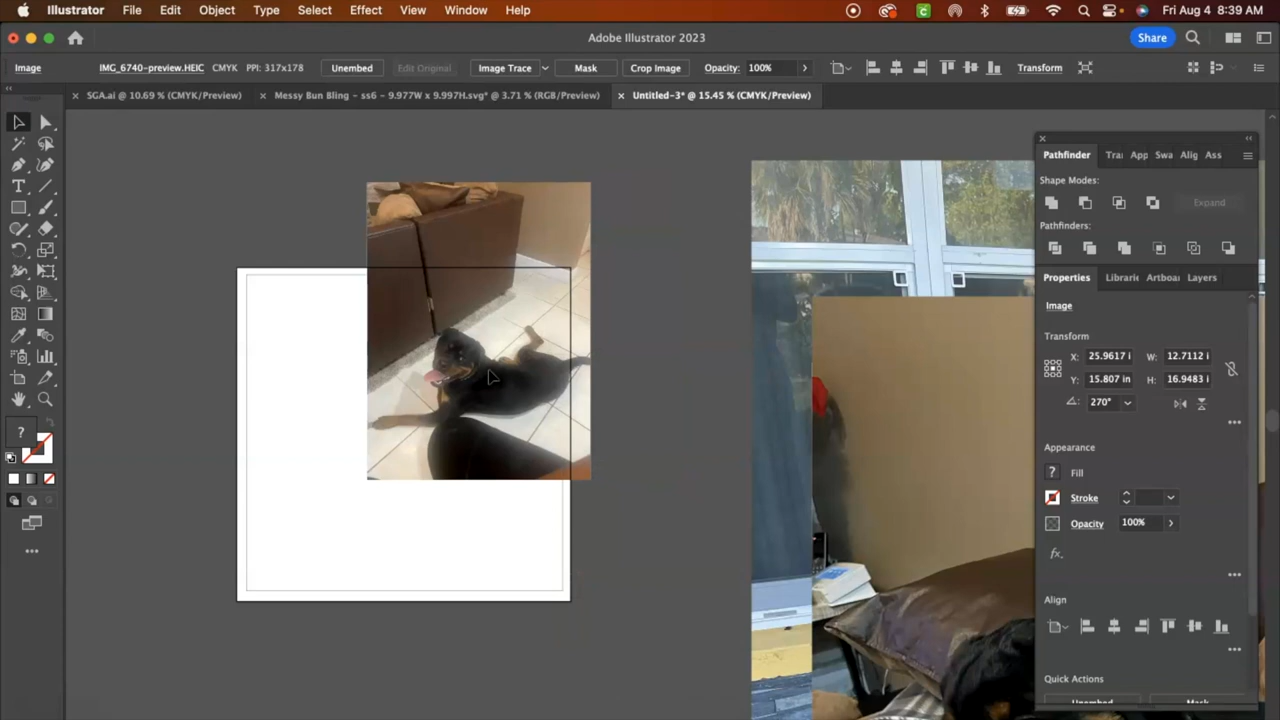 Illustrator File Edit Object Type Select Effect View Window Help Fri Aug 4 8:39 AM
Adobe Illustrator 2023 Share
Image IMG_6740-preview.HEIC CMYK PPI: 317x178 Unembed Edit Original Image Trace Mask Crop Image Opacity: 100% Transform
SGA.ai @ 10.69 % (CMYK/Preview) Messy Bun Bling - ss6 - 9.977W x 9.997H.svg* @ 3.71 % (RGB/Preview) Untitled-3* @ 15.45 % (CMYK/Preview)
Pathfinder Tra App Swa Alig Ass
Shape Modes:
Expand
Pathfinders:
Properties Librarie Artboar Layers
Image
Transform
X: 25.9617 i W: 12.7112 i
Y: 15.807 in H: 16.9483 i
270°
Appearance
? Fill
Stroke
Opacity 100%
fx.
Align
Quick Actions
Unembed Mask
T
?